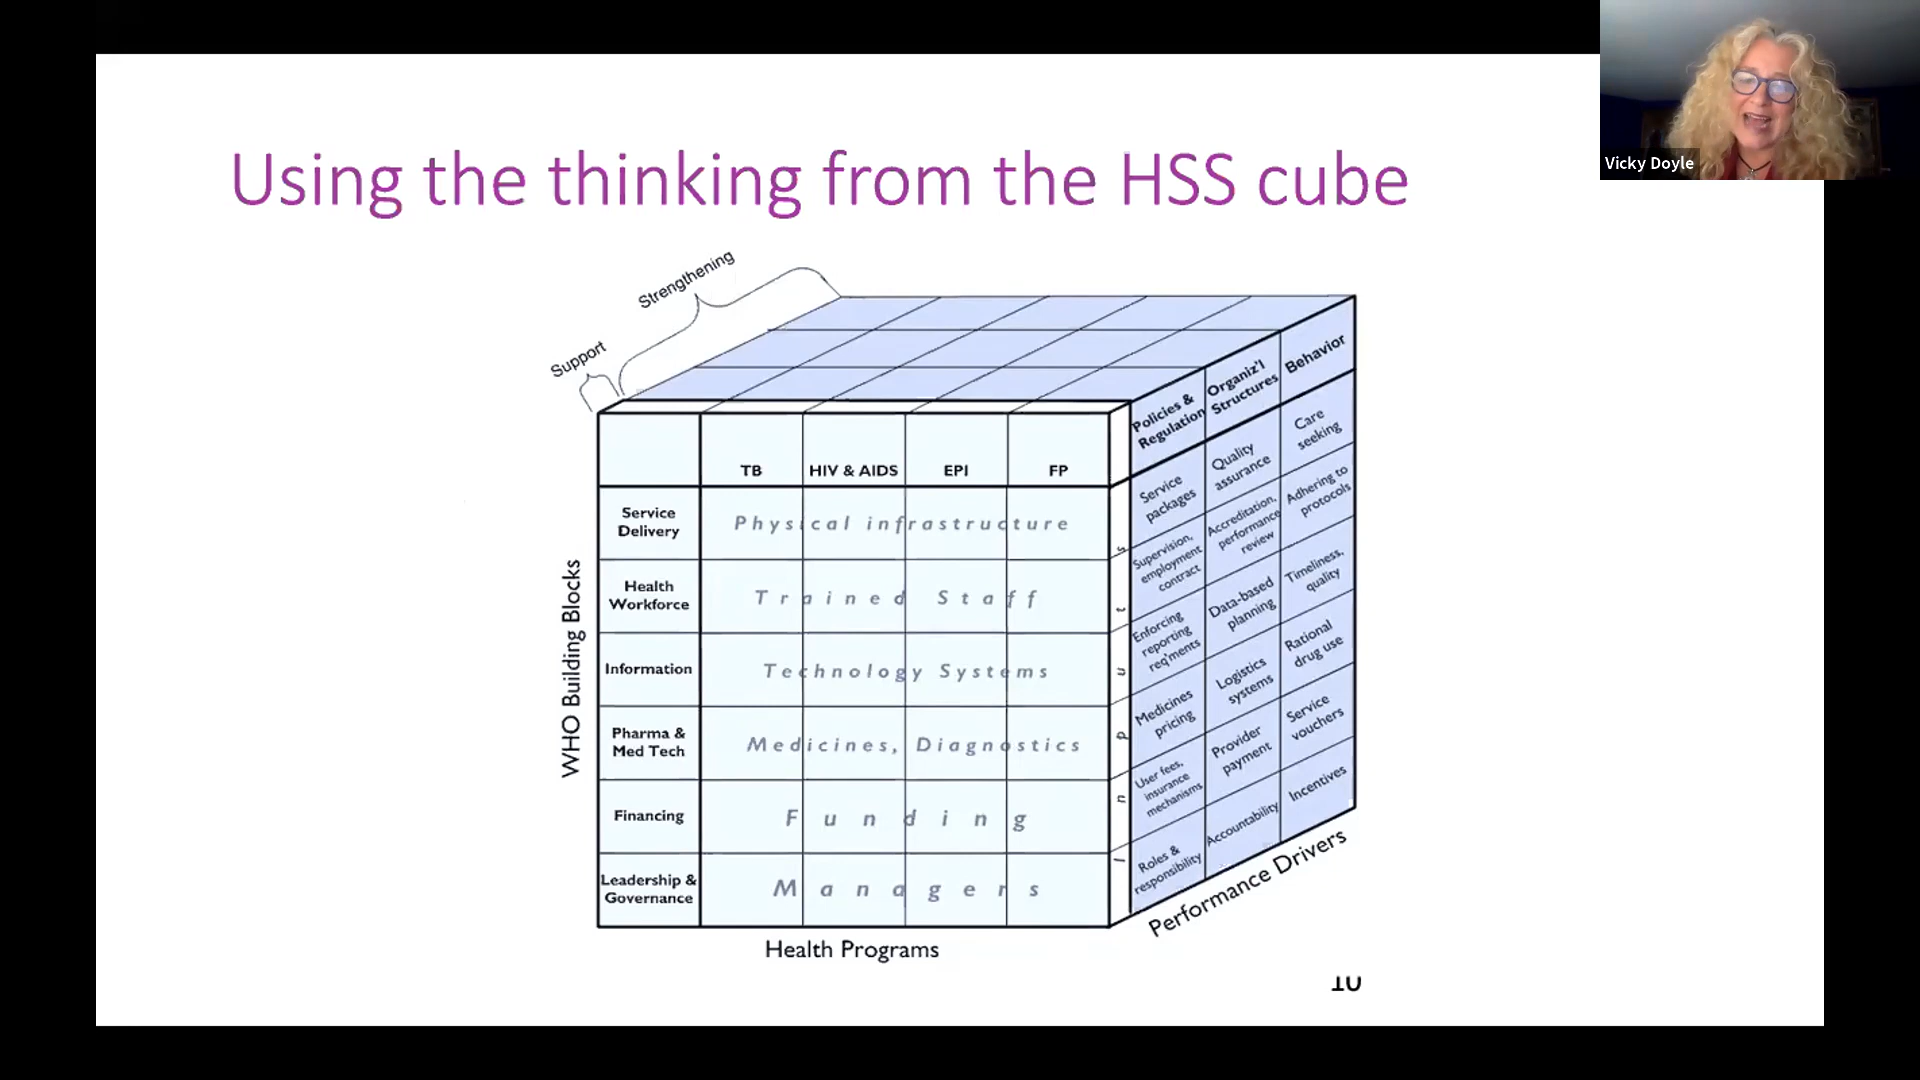 Vicky Doyle
Using the thinking from the HSS cube
Strengthening
Support
Policies &
Regulation
Organiz'l
Structures
Behavior
TB
HIV & AIDS
EPI
FP
WHO Building Blocks
Service
Delivery
Physical infrastructure
Health
Workforce
Trained Staff
Information
Technology Systems
Pharma &
Med Tech
Medicines, Diagnostics
Financing
Funding
Leadership &
Governance
Managers
Inputs
Service
packages
Quality
assurance
Care
seeking
Supervision,
employment
contract
Accreditation,
performance
review
Adhering to
protocols
Enforcing
reporting
req'ments
Data-based
planning
Timeliness,
quality
Medicines
pricing
Logistics
systems
Rational
drug use
User fees,
insurance
mechanisms
Provider
payment
Service
vouchers
Roles &
responsibility
Accountability
Incentives
Health Programs
Performance Drivers
10